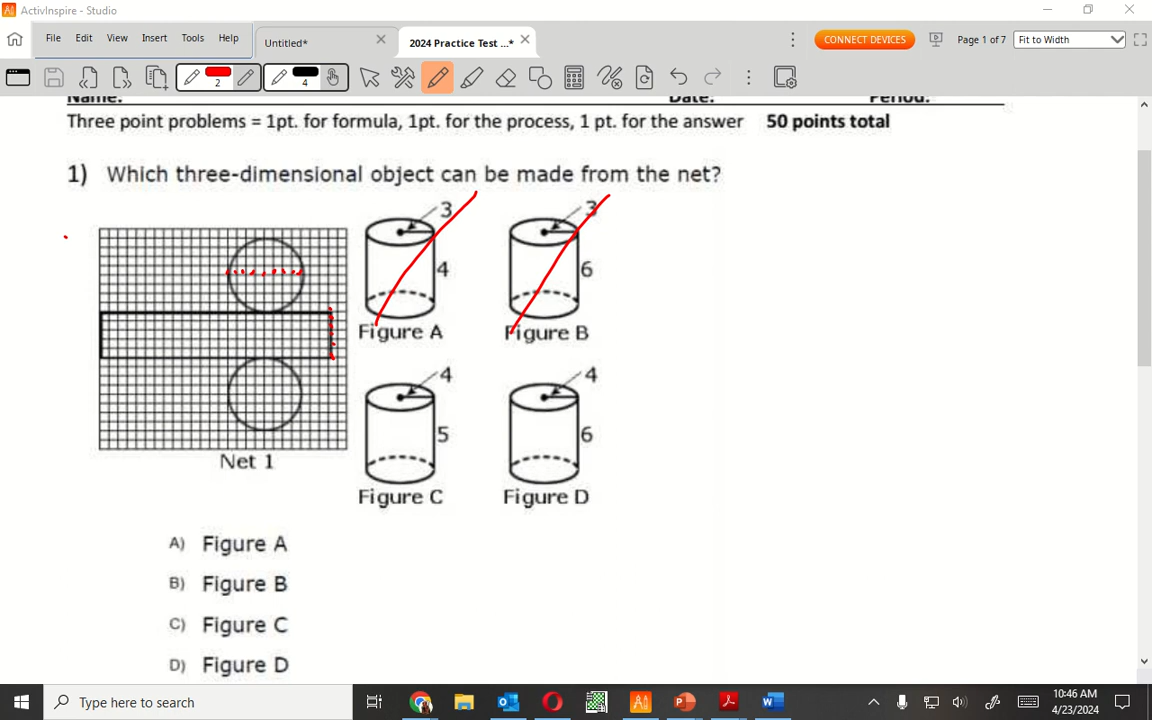 ActivInspire - Studio
File Edit View Insert Tools Help
Untitled*
2024 Practice Test ...*
CONNECT DEVICES
Page 1 of 7
Fit to Width
2
4
Name: Date: Period:
Three point problems = 1pt. for formula, 1pt. for the process, 1 pt. for the answer 50 points total
1) Which three-dimensional object can be made from the net?
3
4
Figure A
3
6
Figure B
4
5
Figure C
4
6
Figure D
Net 1
A) Figure A
B) Figure B
C) Figure C
D) Figure D
Type here to search
10:46 AM
4/23/2024